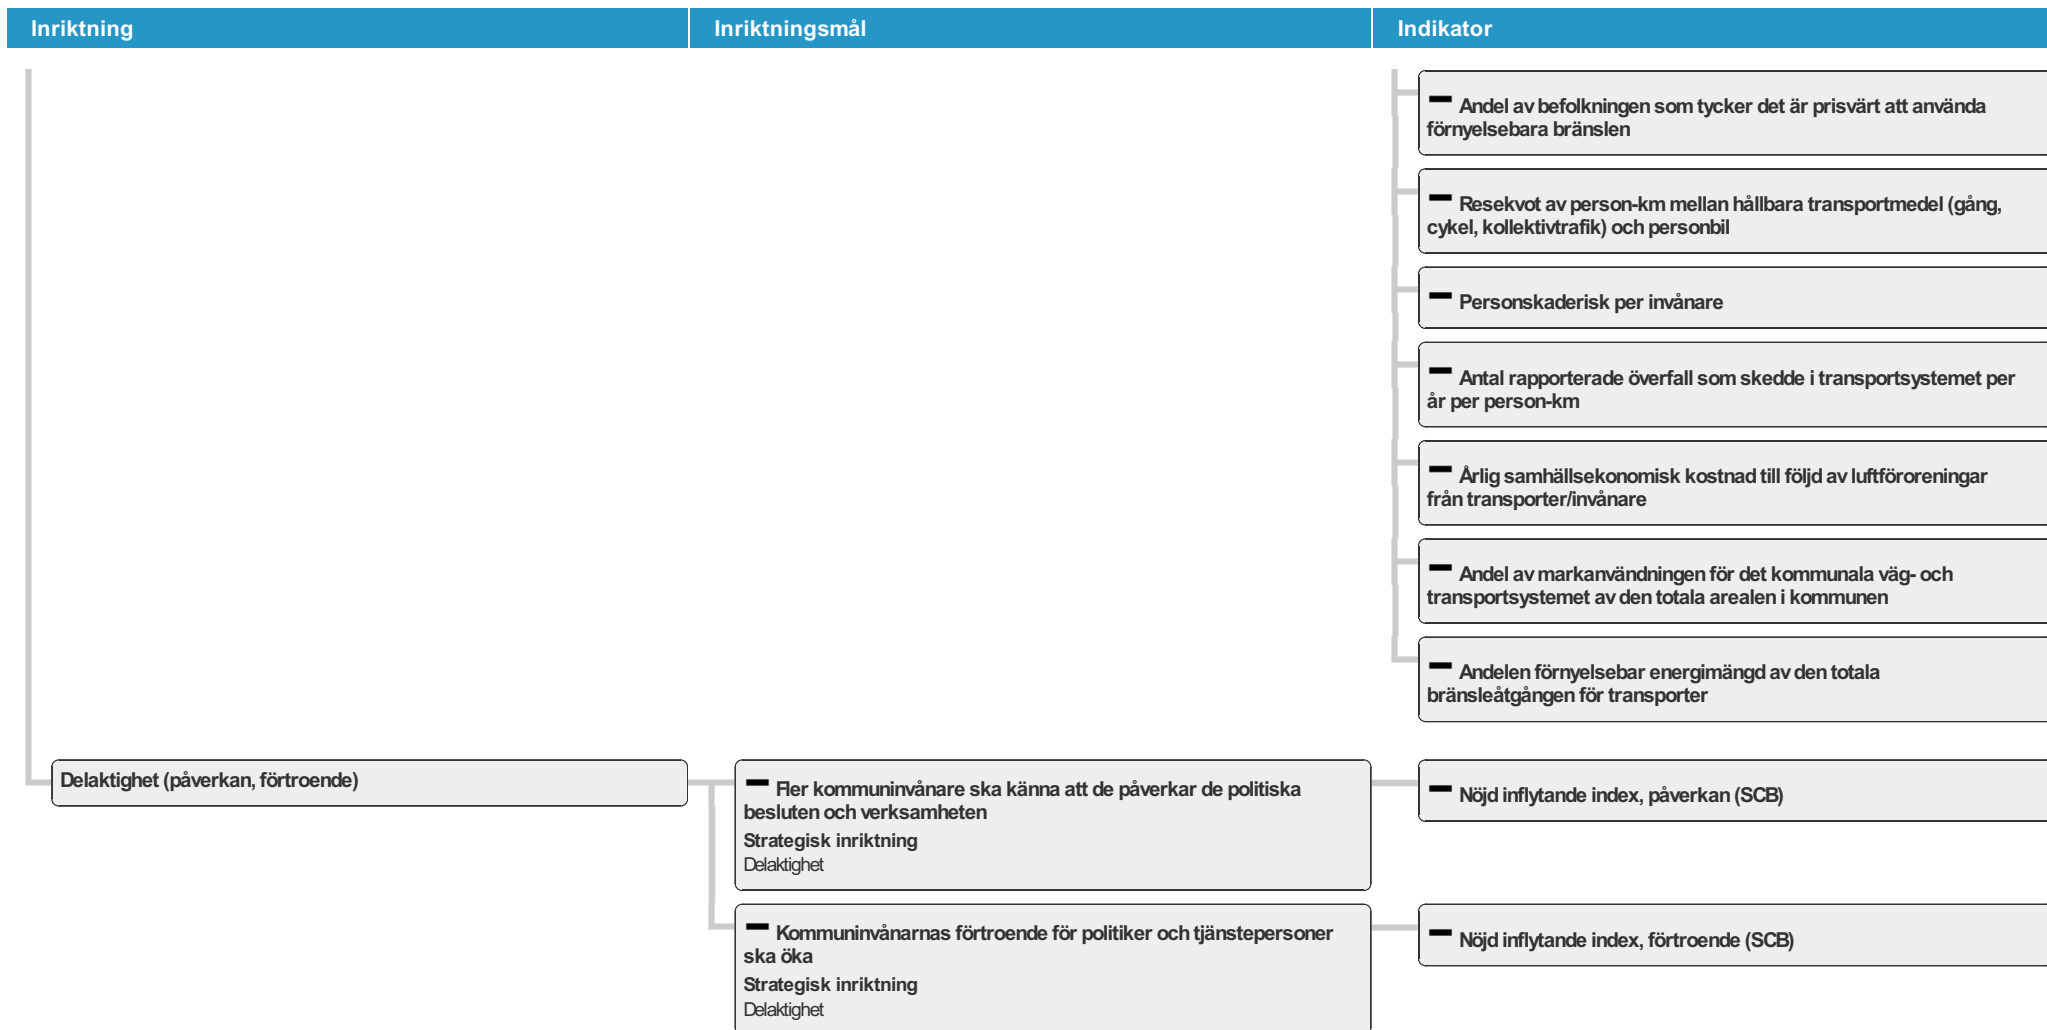 Inriktning
Inriktningsmål
Indikator
Andel av befolkningen som tycker det är prisvärt att använda
förnyelsebara bränslen
Resekvot av person-km mellan hållbara transportmedel (gång,
cykel, kollektivtrafik) och personbil
Personskaderisk per invånare
Antal rapporterade överfall som skedde i transportsystemet per
år per person-km
Årlig samhällsekonomisk kostnad till följd av luftföroreningar
från transporter/invånare
Andel av markanvändningen för det kommunala väg- och
transportsystemet av den totala arealen i kommunen
Andelen förnyelsebar energimängd av den totala
bränsleåtgången för transporter
Delaktighet (påverkan, förtroende)
Fler kommuninvånare ska känna att de påverkar de politiska
besluten och verksamheten
Strategisk inriktning
Delaktighet
Nöjd inflytande index, påverkan (SCB)
Kommuninvånarnas förtroende för politiker och tjänstepersoner
ska öka
Strategisk inriktning
Delaktighet
Nöjd inflytande index, förtroende (SCB)